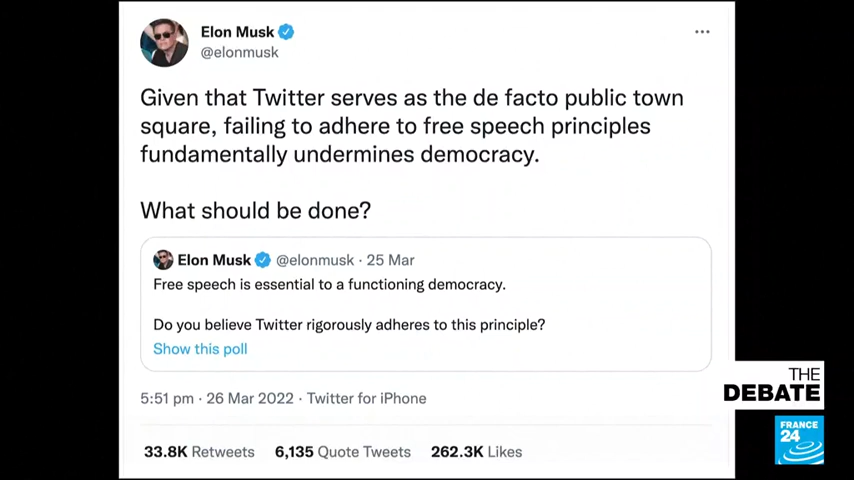 Elon Musk
@elonmusk
Given that Twitter serves as the de facto public town
square, failing to adhere to free speech principles
fundamentally undermines democracy.
What should be done?
Elon Musk @elonmusk · 25 Mar
Free speech is essential to a functioning democracy.
Do you believe Twitter rigorously adheres to this principle?
Show this poll
5:51 pm · 26 Mar 2022 · Twitter for iPhone
33.8K Retweets 6,135 Quote Tweets 262.3K Likes
THE
DEBATE
FRANCE
24